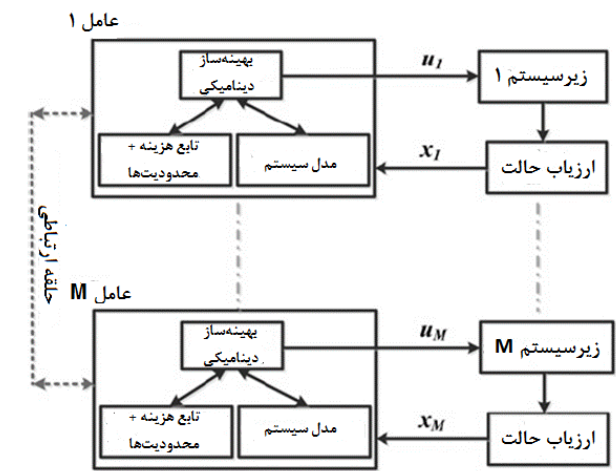 عامل ۱
بهینه‌ساز
دینامیکی
u1
زیرسیستم ۱
تابع هزینه +
محدودیت‌ها
مدل سیستم
x1
ارزیاب حالت
حلقه ارتباطی
عامل M
بهینه‌ساز
دینامیکی
uM
زیرسیستم M
تابع هزینه +
محدودیت‌ها
مدل سیستم
xM
ارزیاب حالت